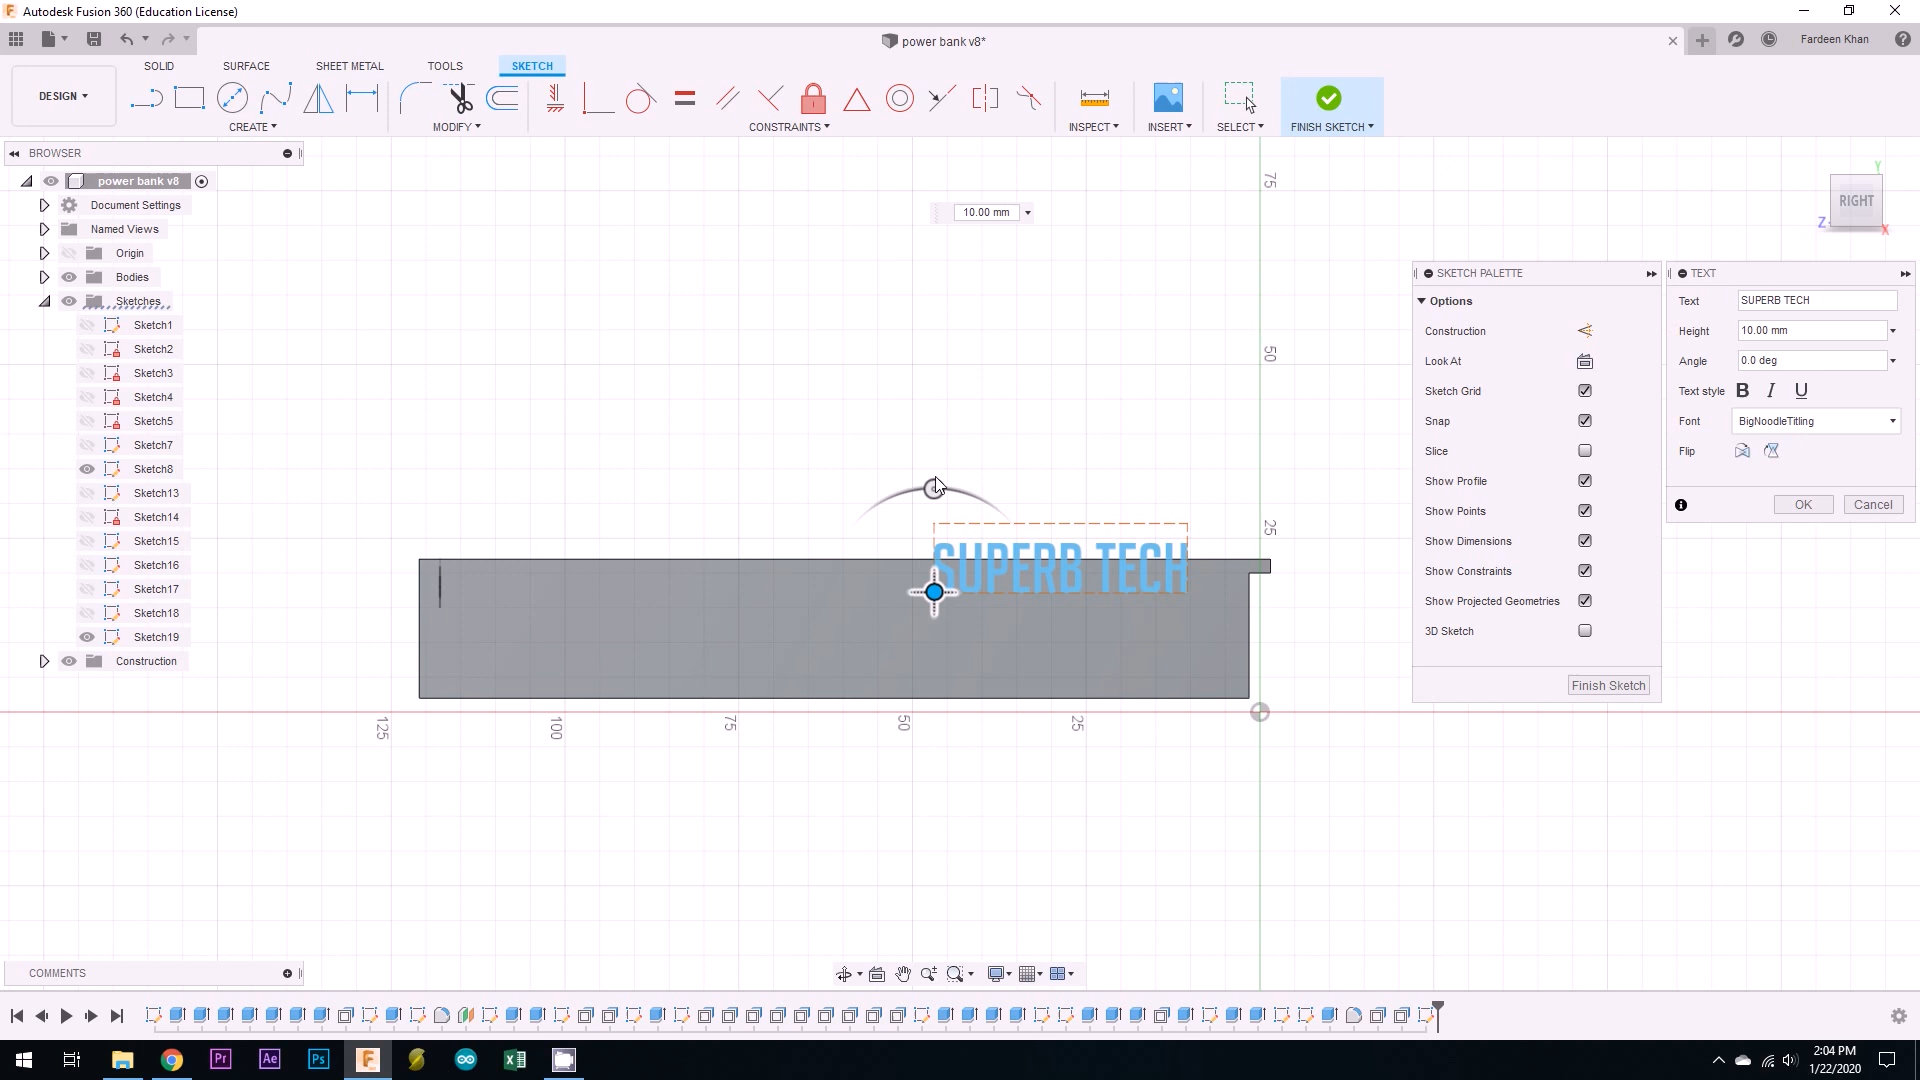 Autodesk Fusion 360 (Education License)
power bank v8*
Fardeen Khan
SOLID SURFACE SHEET METAL TOOLS SKETCH
DESIGN
CREATE MODIFY CONSTRAINTS INSPECT INSERT SELECT FINISH SKETCH
BROWSER
power bank v8
Document Settings
Named Views
Origin
Bodies
Sketches
Sketch1
Sketch2
Sketch3
Sketch4
Sketch5
Sketch7
Sketch8
Sketch13
Sketch14
Sketch15
Sketch16
Sketch17
Sketch18
Sketch19
Construction
10.00 mm
75
50
25
SUPERB TECH
125
100
75
50
25
Y
RIGHT
Z
X
SKETCH PALETTE
Options
Construction
Look At
Sketch Grid
Snap
Slice
Show Profile
Show Points
Show Dimensions
Show Constraints
Show Projected Geometries
3D Sketch
Finish Sketch
TEXT
Text SUPERB TECH
Height 10.00 mm
Angle 0.0 deg
Text style B I U
Font BigNoodleTitling
Flip
OK Cancel
COMMENTS
Pr Ae Ps F
2:04 PM
1/22/2020